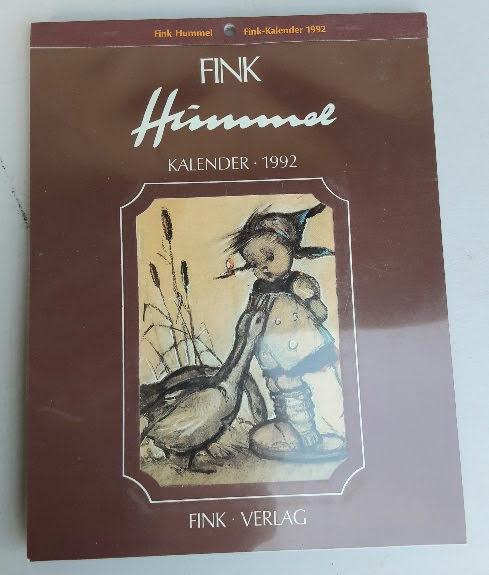 Fink Hummel Fink-Kalender 1992
FINK
Hummel
KALENDER · 1992
FINK · VERLAG